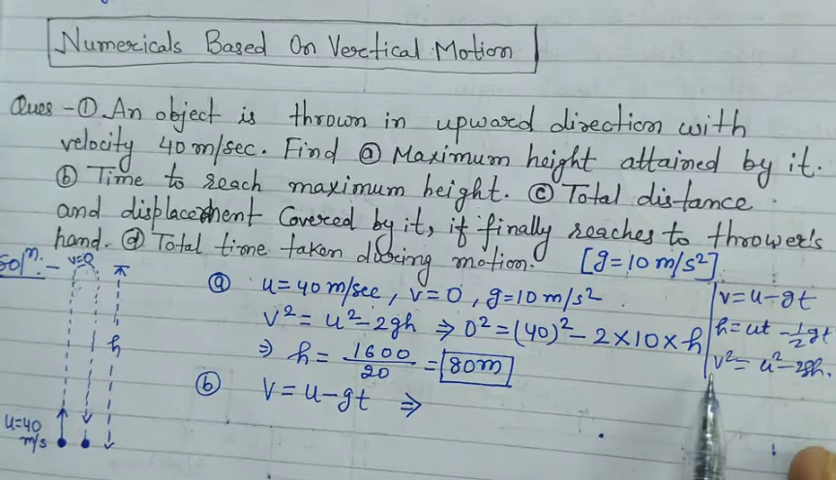 Numericals Based On Vertical Motion
Ques - ① An object is thrown in upward direction with
velocity 40 m/sec. Find ⓐ Maximum height attained by it.
ⓑ Time to reach maximum height. ⓒ Total distance
and displacement covered by it, if finally reaches to thrower's
hand. ⓓ Total time taken during motion. [g=10 m/s²]
Solⁿ:-
v=0
h
u=40
m/s
ⓐ u=40 m/sec, v=0, g=10 m/s²
v² = u² - 2gh ⇒ 0² = (40)² - 2×10×h
⇒ h = 1600/20 = 80m
ⓑ v = u - gt ⇒
v = u - gt
h = ut - 1/2 gt
v² = u² - 2gh.